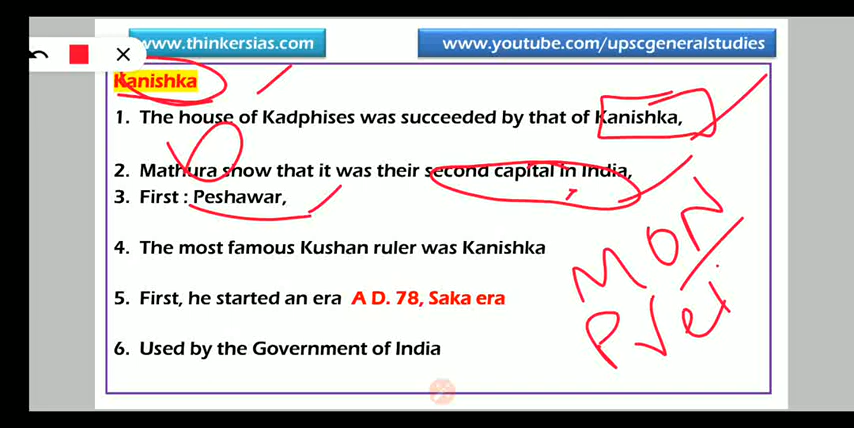 www.thinkersias.com
www.youtube.com/upscgeneralstudies
Kanishka
1. The house of Kadphises was succeeded by that of Kanishka,
2. Mathura show that it was their second capital in India,
3. First : Peshawar,
4. The most famous Kushan ruler was Kanishka
5. First, he started an era A D. 78, Saka era
6. Used by the Government of India
MON